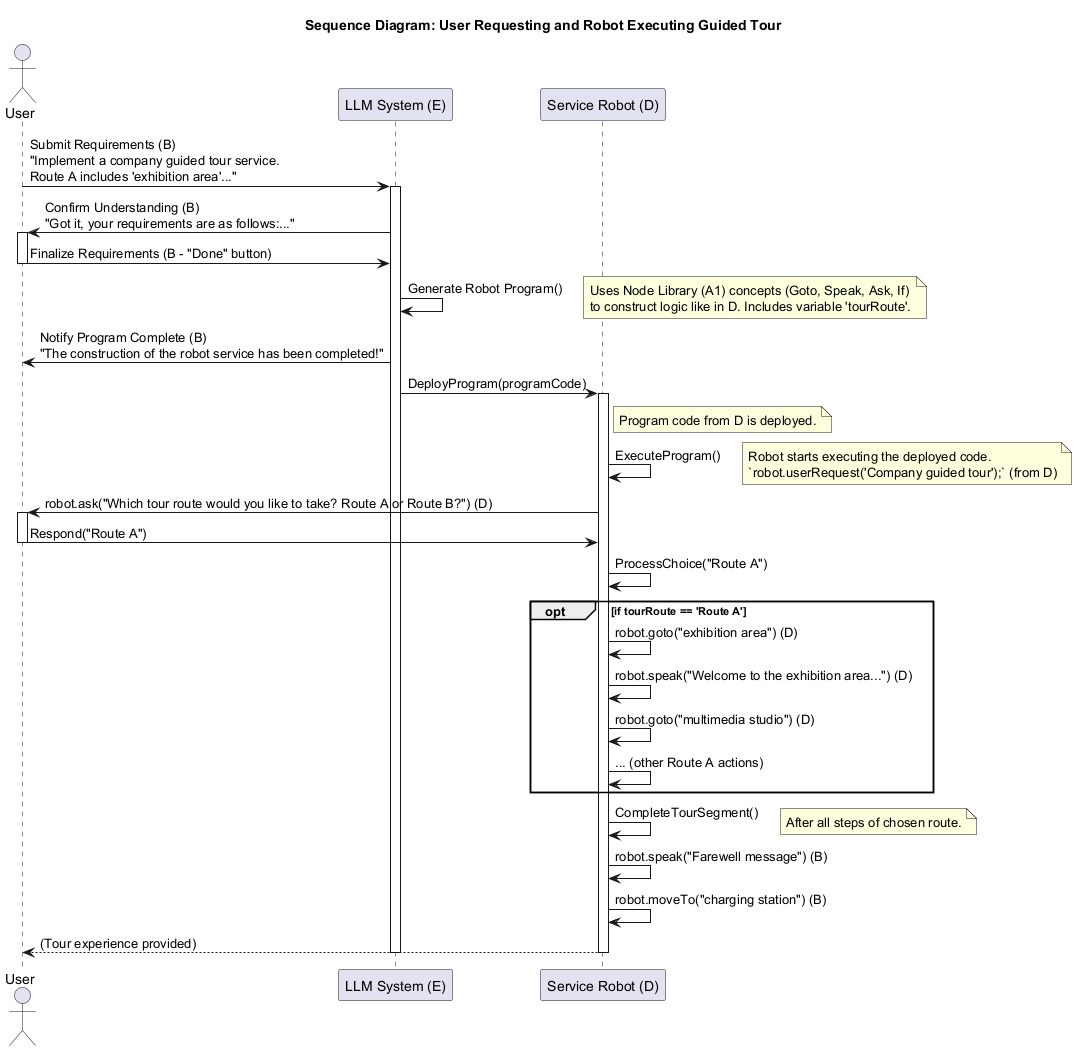 Sequence Diagram: User Requesting and Robot Executing Guided Tour
User
LLM System (E)
Service Robot (D)
Submit Requirements (B)
"Implement a company guided tour service.
Route A includes 'exhibition area'..."
Confirm Understanding (B)
"Got it, your requirements are as follows:..."
Finalize Requirements (B - "Done" button)
Generate Robot Program()
Uses Node Library (A1) concepts (Goto, Speak, Ask, If)
to construct logic like in D. Includes variable 'tourRoute'.
Notify Program Complete (B)
"The construction of the robot service has been completed!"
DeployProgram(programCode)
Program code from D is deployed.
ExecuteProgram()
Robot starts executing the deployed code.
`robot.userRequest('Company guided tour');` (from D)
robot.ask("Which tour route would you like to take? Route A or Route B?") (D)
Respond("Route A")
ProcessChoice("Route A")
opt
[if tourRoute == 'Route A']
robot.goto("exhibition area") (D)
robot.speak("Welcome to the exhibition area...") (D)
robot.goto("multimedia studio") (D)
... (other Route A actions)
CompleteTourSegment()
After all steps of chosen route.
robot.speak("Farewell message") (B)
robot.moveTo("charging station") (B)
(Tour experience provided)
User
LLM System (E)
Service Robot (D)